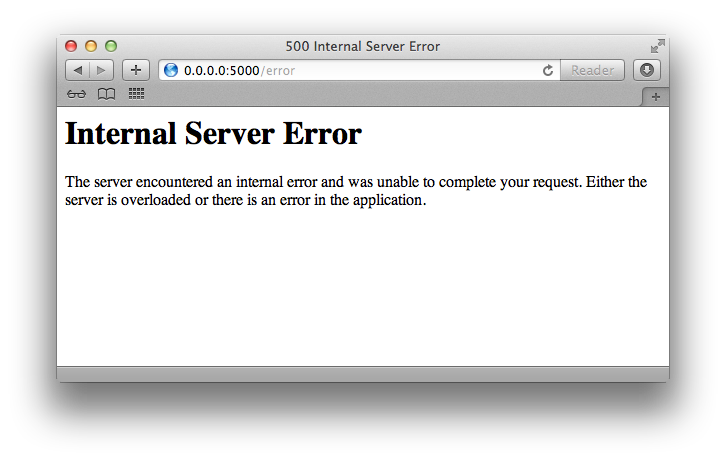 500 Internal Server Error
0.0.0.0:5000/error
Reader
Internal Server Error
The server encountered an internal error and was unable to complete your request. Either the
server is overloaded or there is an error in the application.